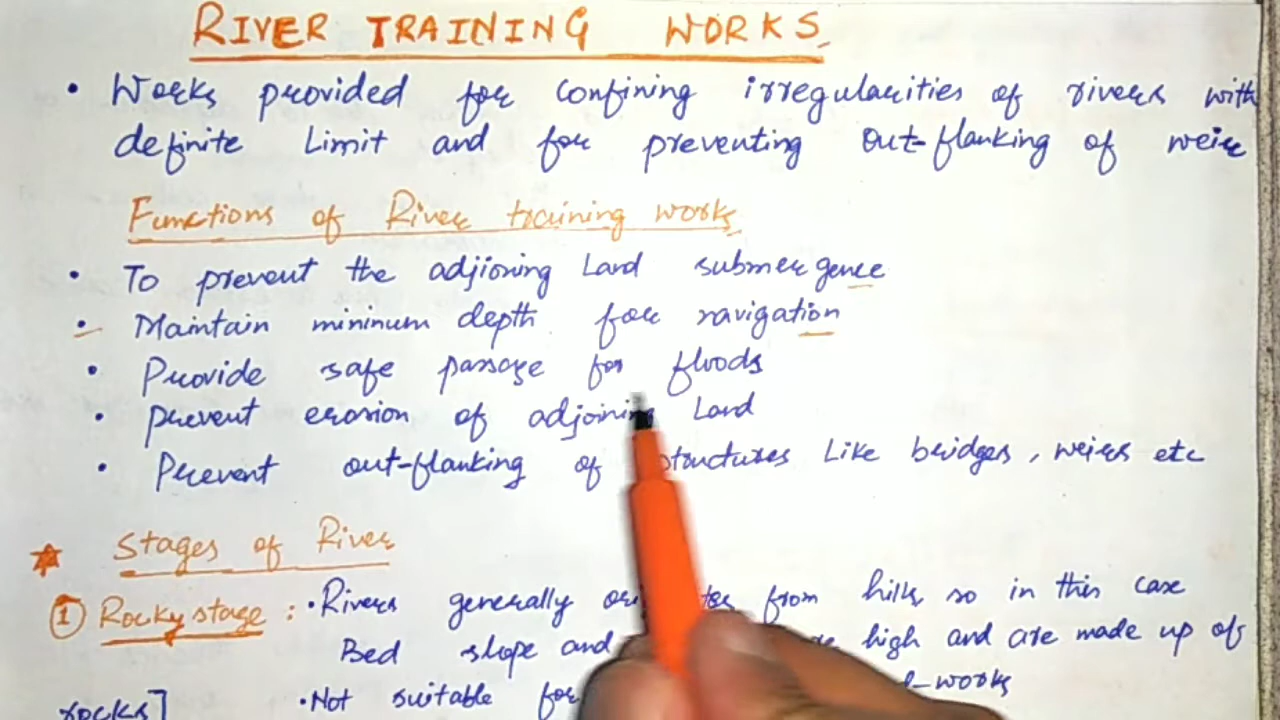 RIVER TRAINING WORKS
• Works provided for confining irregularities of rivers with
definite Limit and for preventing out-flanking of weir
Functions of River training works
• To prevent the adjioning Land submergence
• Maintain mininum depth for navigation
• Provide safe passage for floods
• prevent erosion of adjoining Land
• Prevent out-flanking of structures Like bridges, weirs etc
Stages of River
① Rocky stage : • Rivers generally from hills so in this case
Bed slope and high and are made up of
rocks] • Not suitable for -works